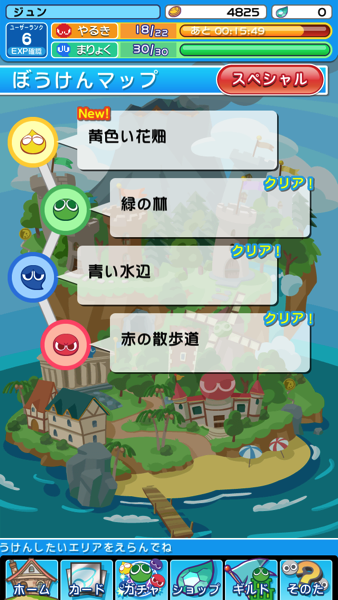 ジュン
4825
0
ユーザーランク
6
EXP確認
やるき 18/22
あと 00:15:49
まりょく 30/30
ぼうけんマップ
スペシャル
New!
黄色い花畑
クリア！
緑の林
クリア！
青い水辺
クリア！
赤の散歩道
うけんしたいエリアをえらんでね
ホーム
カード
ガチャ
ショップ
ギルド
そのた